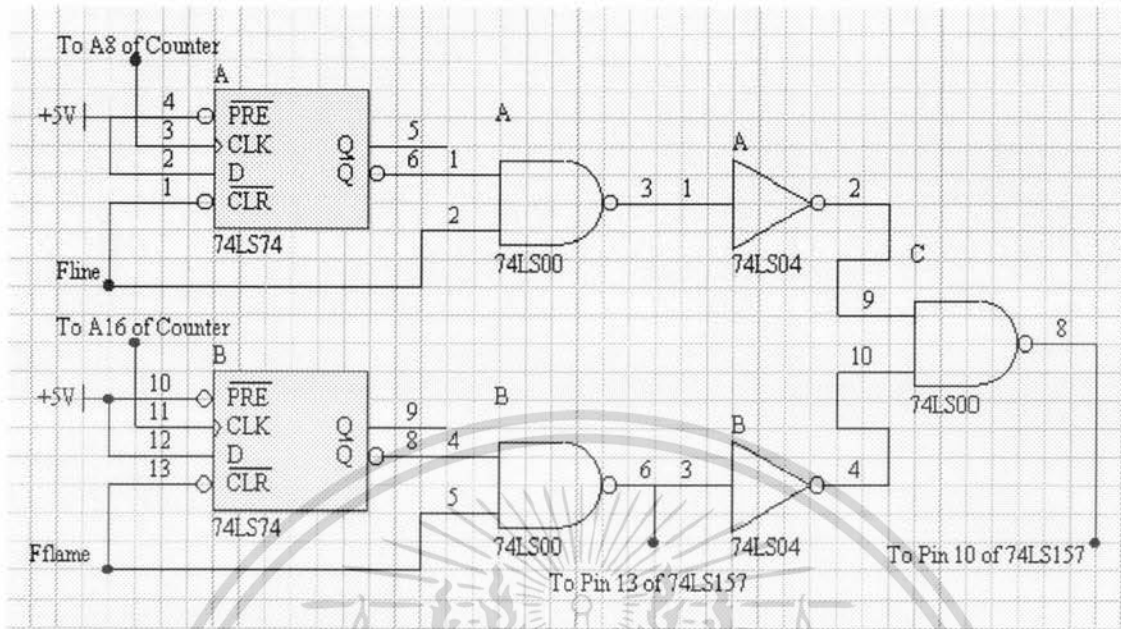 To A8 of Counter
A
+5V
4
PRE
3
CLK
2
D
1
CLR
Q
5
Q
6
74LS74
Fline
A
1
2
3
74LS00
A
1
2
74LS04
C
9
10
8
74LS00
To A16 of Counter
B
+5V
10
PRE
11
CLK
12
D
13
CLR
Q
9
Q
8
74LS74
Fflame
B
4
5
6
74LS00
B
3
4
74LS04
To Pin 13 of 74LS157
To Pin 10 of 74LS157